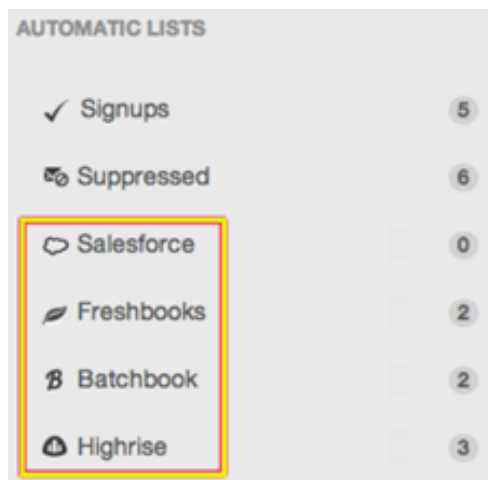 AUTOMATIC LISTS
Signups 5
Suppressed 6
Salesforce 0
Freshbooks 2
Batchbook 2
Highrise 3